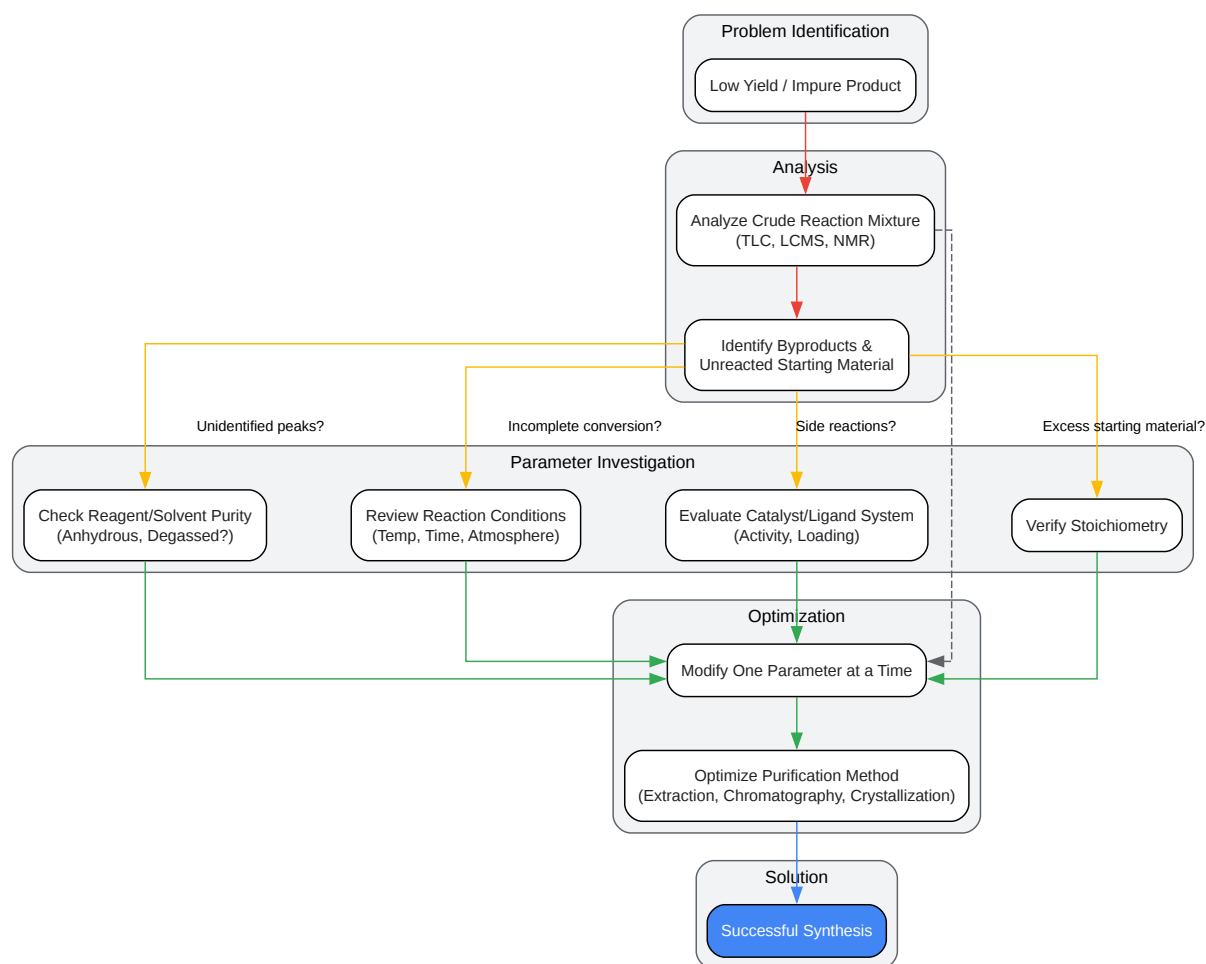 Problem Identification
Low Yield / Impure Product
Analysis
Analyze Crude Reaction Mixture
(TLC, LCMS, NMR)
Identify Byproducts &
Unreacted Starting Material
Unidentified peaks?
Incomplete conversion?
Side reactions?
Excess starting material?
Parameter Investigation
Check Reagent/Solvent Purity
(Anhydrous, Degassed?)
Review Reaction Conditions
(Temp, Time, Atmosphere)
Evaluate Catalyst/Ligand System
(Activity, Loading)
Verify Stoichiometry
Optimization
Modify One Parameter at a Time
Optimize Purification Method
(Extraction, Chromatography, Crystallization)
Solution
Successful Synthesis